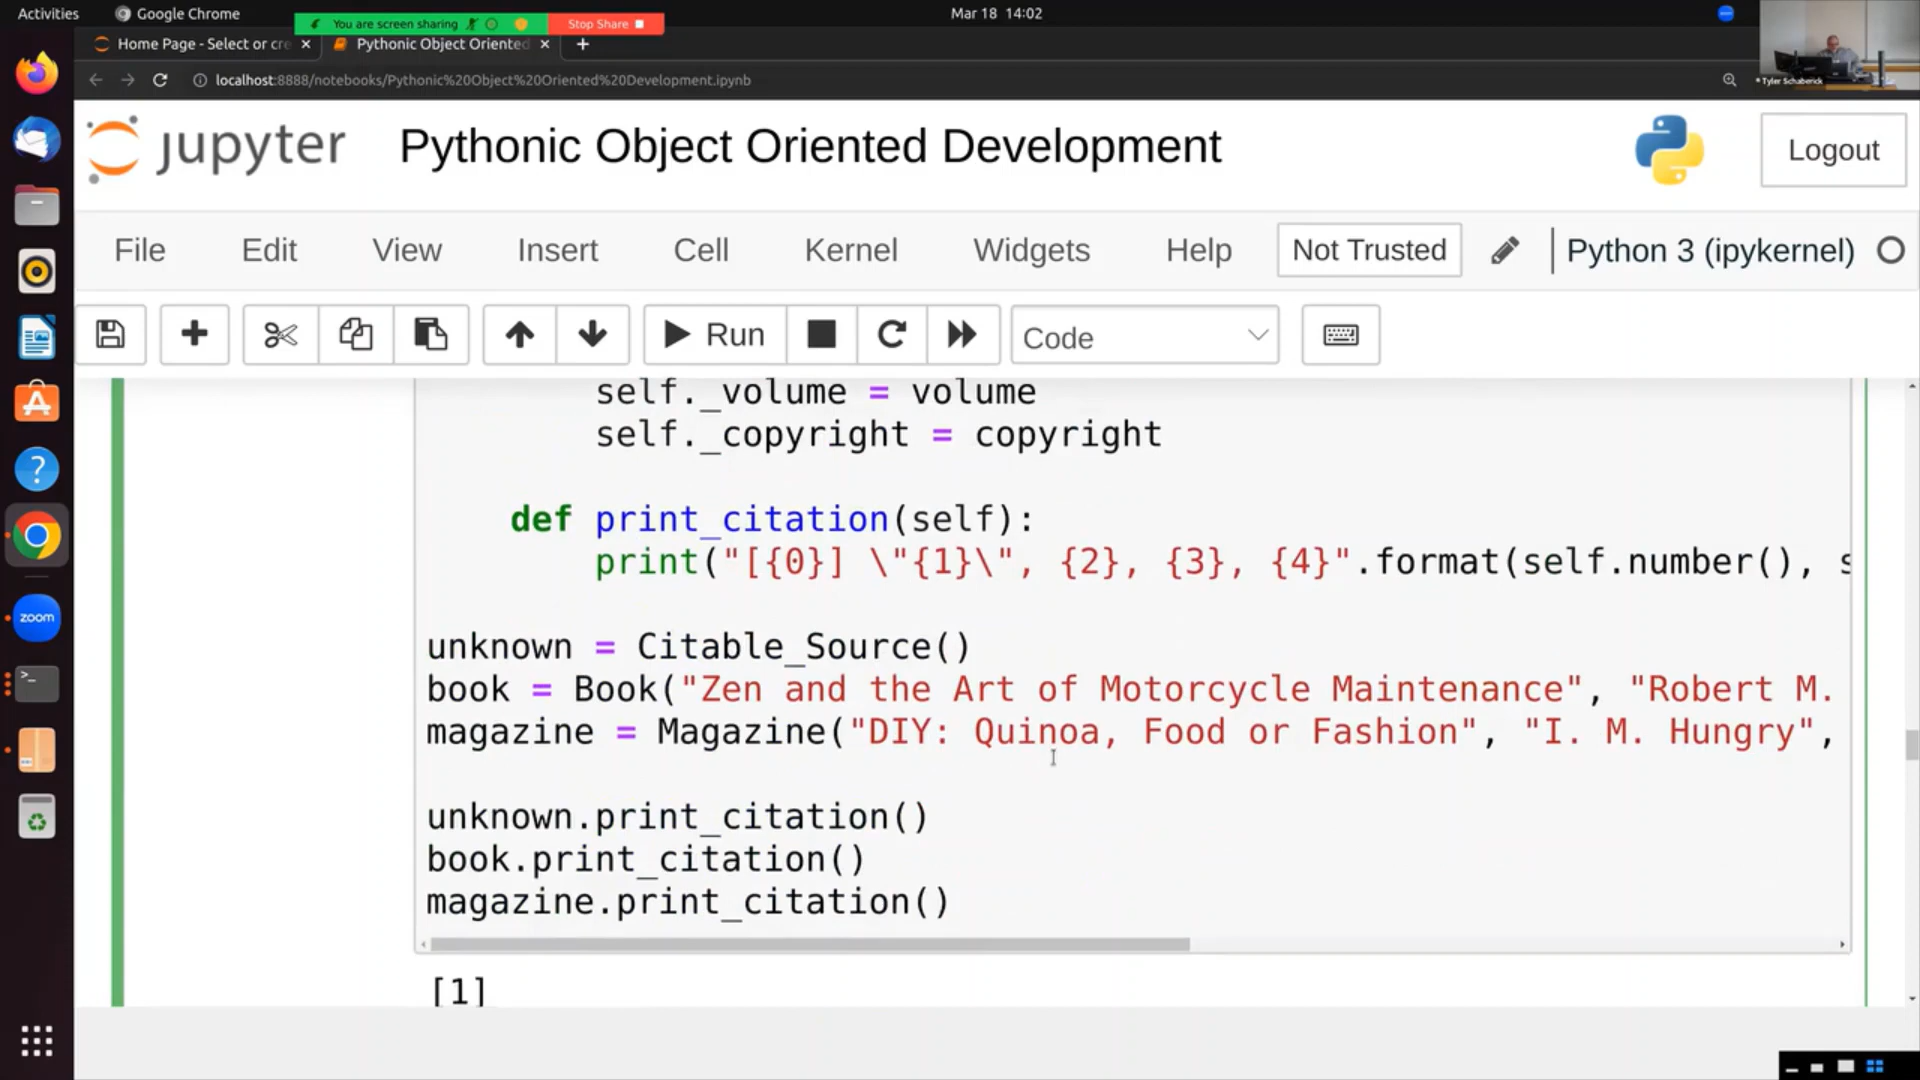 Activities
Google Chrome
You are screen sharing
Stop Share
Mar 18 14:02
Home Page - Select or cre
Pythonic Object Oriented
localhost:8888/notebooks/Pythonic%20Object%20Oriented%20Development.ipynb
Tyler Schaberick
jupyter
Pythonic Object Oriented Development
Logout
File
Edit
View
Insert
Cell
Kernel
Widgets
Help
Not Trusted
Python 3 (ipykernel)
Run
Code
self._volume = volume
self._copyright = copyright
def print_citation(self):
print("[{0}] \"{1}\", {2}, {3}, {4}".format(self.number(), s
unknown = Citable_Source()
book = Book("Zen and the Art of Motorcycle Maintenance", "Robert M.
magazine = Magazine("DIY: Quinoa, Food or Fashion", "I. M. Hungry",
unknown.print_citation()
book.print_citation()
magazine.print_citation()
[1]
zoom